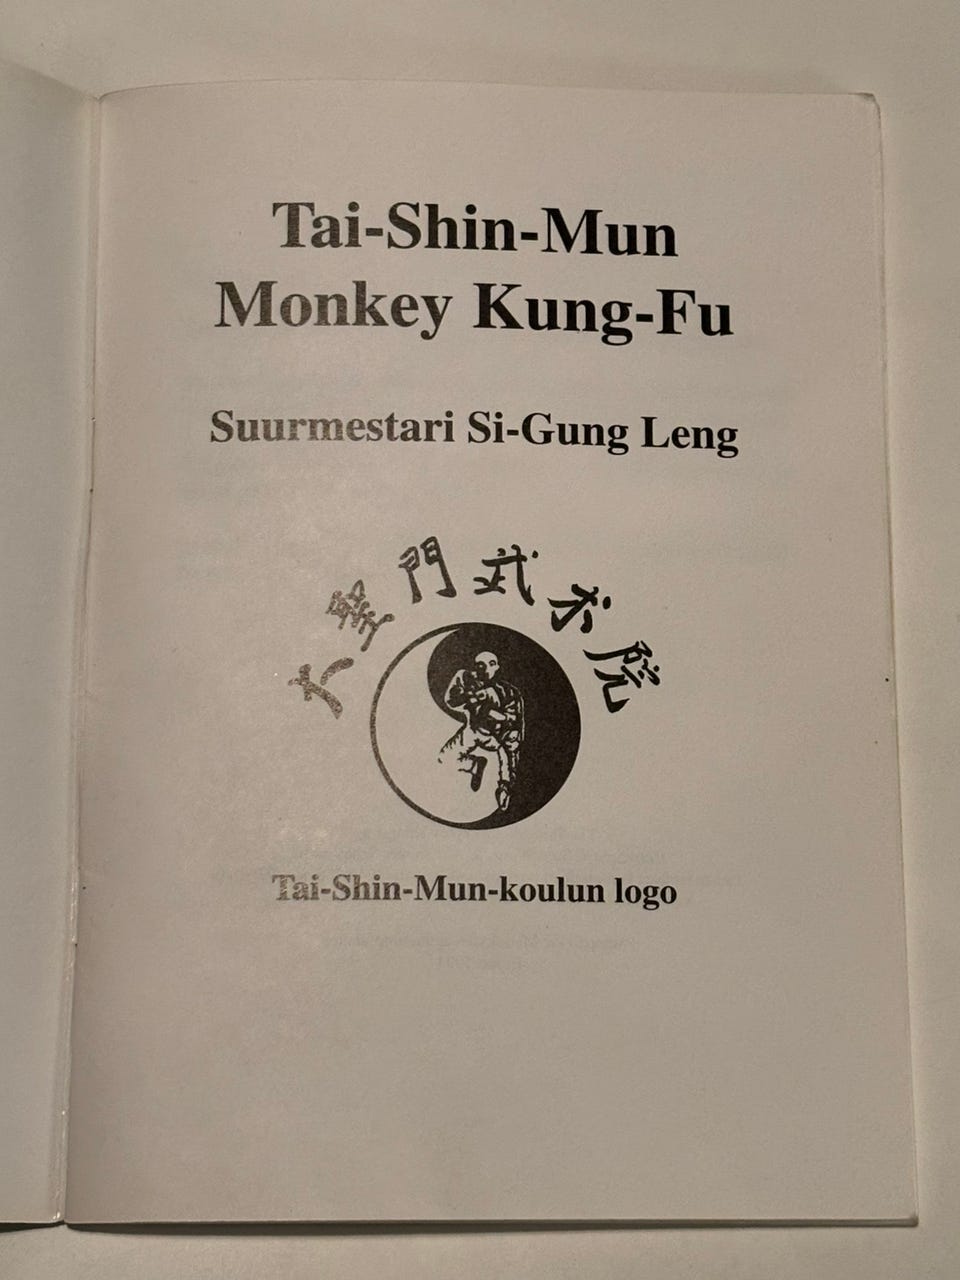 Tai-Shin-Mun
Monkey Kung-Fu
Suurmestari Si-Gung Leng
大聖門武术院
Tai-Shin-Mun-koulun logo